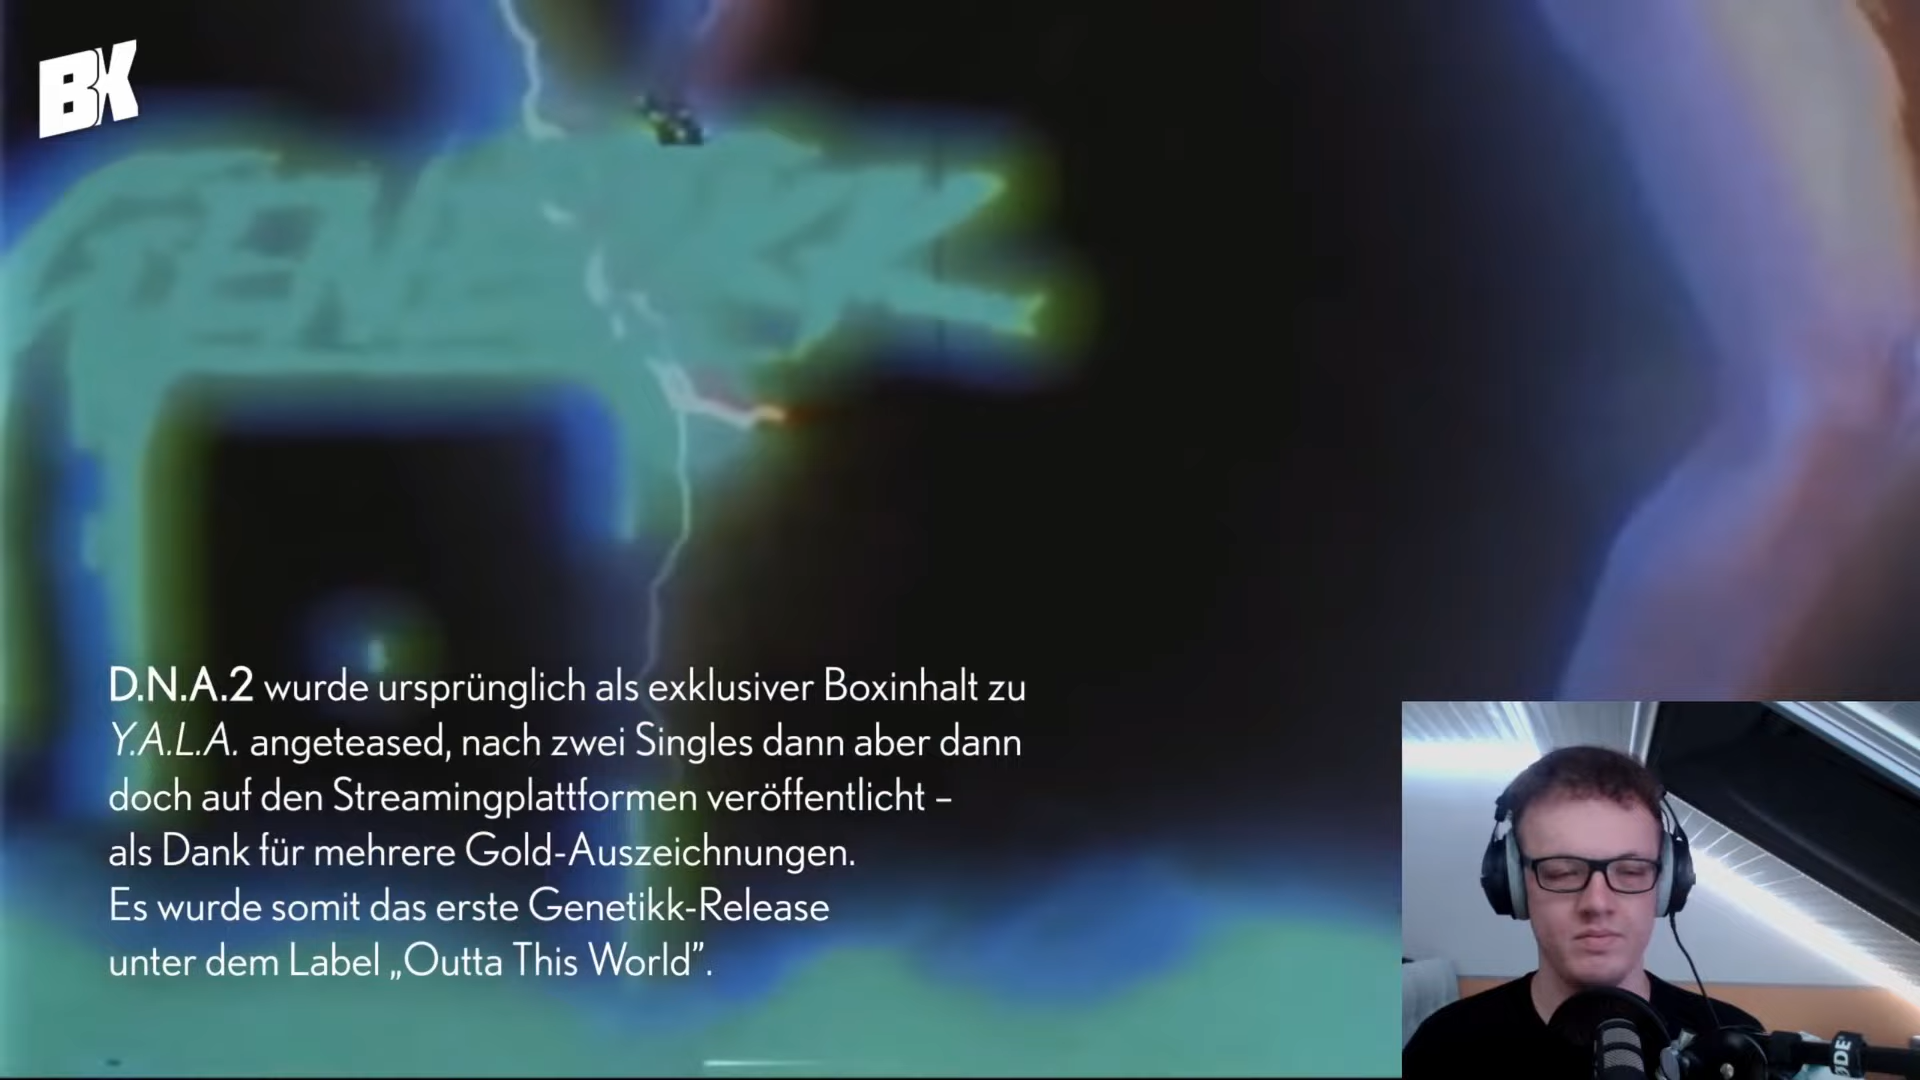 BK
GENETIKK
D.N.A.2 wurde ursprünglich als exklusiver Boxinhalt zu
Y.A.L.A. angeteased, nach zwei Singles dann aber dann
doch auf den Streamingplattformen veröffentlicht –
als Dank für mehrere Gold-Auszeichnungen.
Es wurde somit das erste Genetikk-Release
unter dem Label „Outta This World”.
RØDE